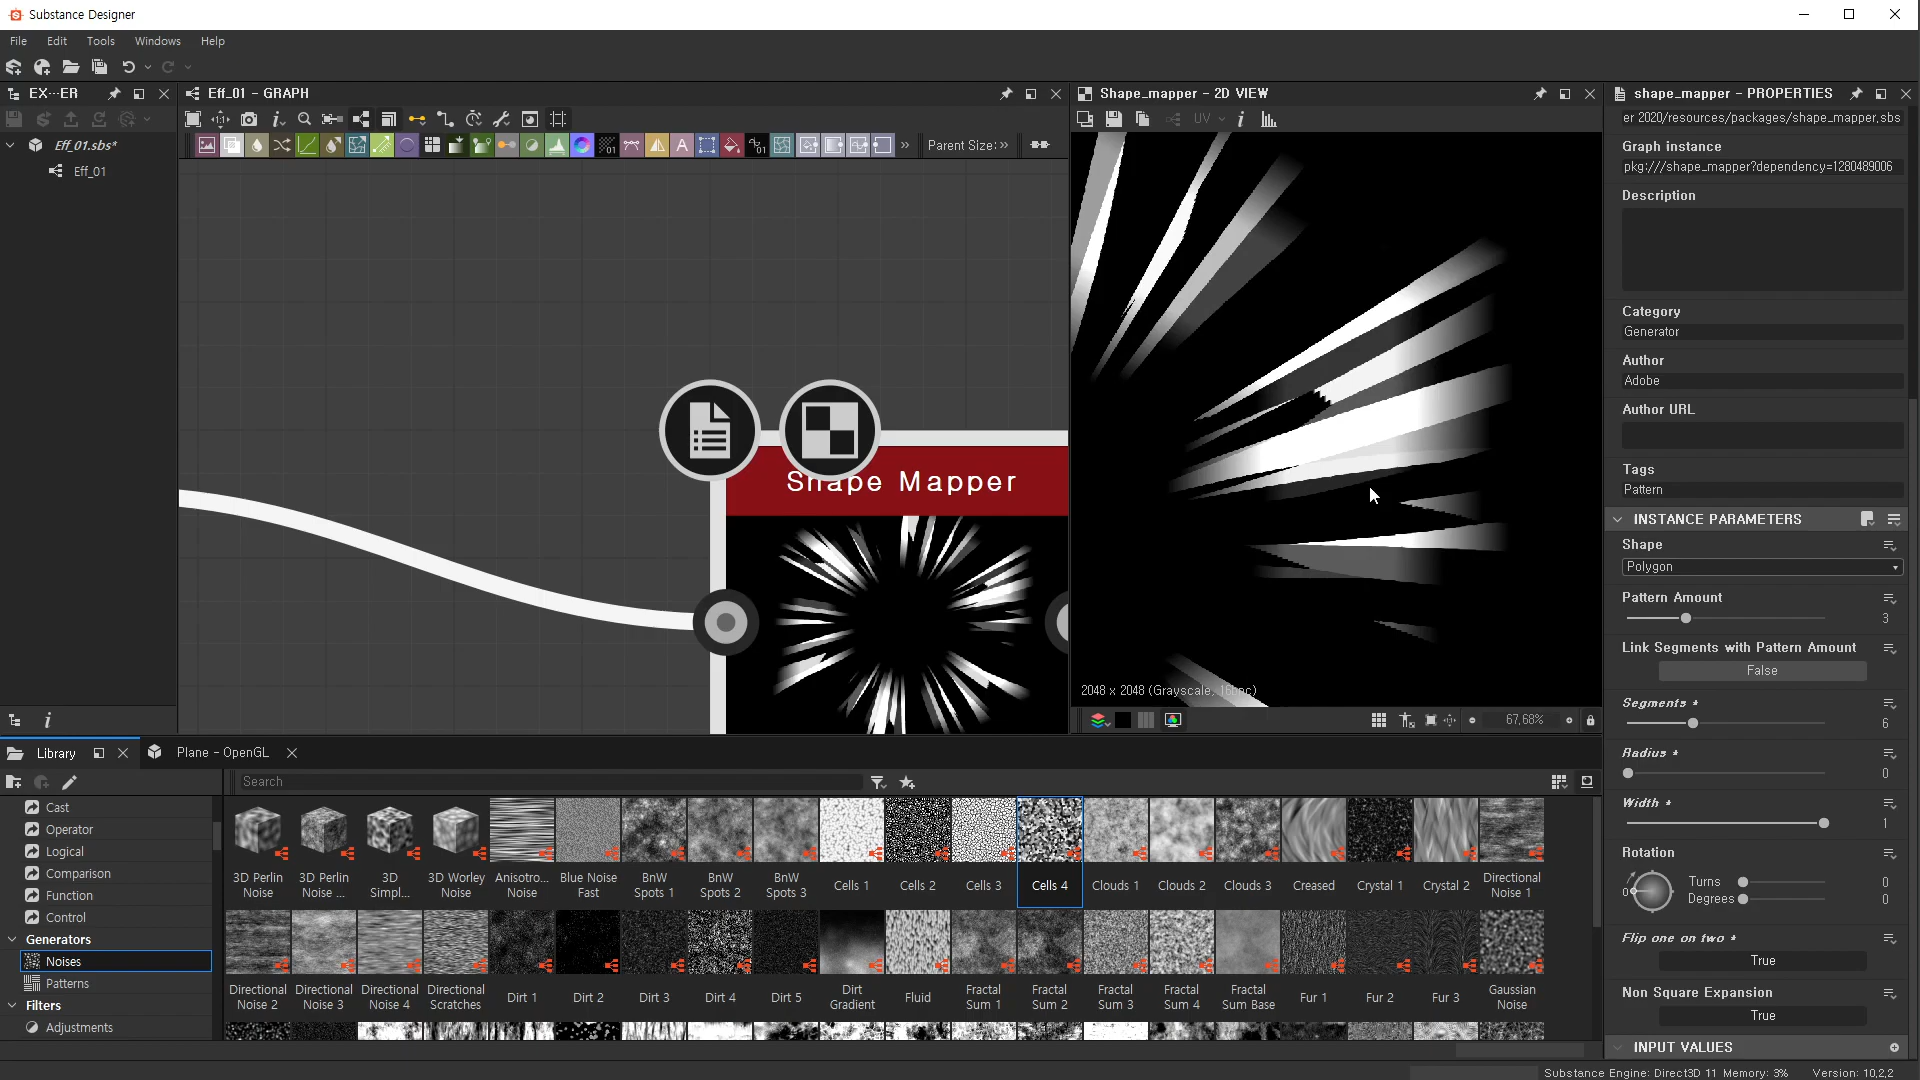 Substance Designer
File Edit Tools Windows Help
EX···ER
Eff_01 - GRAPH
Shape_mapper - 2D VIEW
shape_mapper - PROPERTIES
UV
Parent Size:
Eff_01.sbs*
Eff_01
er 2020/resources/packages/shape_mapper.sbs
Graph instance
pkg:///shape_mapper?dependency=1280489006
Description
Category
Generator
Author
Adobe
Author URL
Tags
Pattern
Shape Mapper
2048 x 2048 (Grayscale, 16bpc)
67,68%
INSTANCE PARAMETERS
Shape
Polygon
Pattern Amount
3
Link Segments with Pattern Amount
False
Segments *
6
Radius *
0
Width *
1
Rotation
Turns 0
0
Degrees 0
Flip one on two *
True
Non Square Expansion
True
INPUT VALUES
Library
Plane - OpenGL
Search
Cast
Operator
Logical
Comparison
Function
Control
Generators
Noises
Patterns
Filters
Adjustments
3D Perlin Noise
3D Perlin Noise ...
3D Simpl...
3D Worley Noise
Anisotro... Noise
Blue Noise Fast
BnW Spots 1
BnW Spots 2
BnW Spots 3
Cells 1
Cells 2
Cells 3
Cells 4
Clouds 1
Clouds 2
Clouds 3
Creased
Crystal 1
Crystal 2
Directional Noise 1
Directional Noise 2
Directional Noise 3
Directional Noise 4
Directional Scratches
Dirt 1
Dirt 2
Dirt 3
Dirt 4
Dirt 5
Dirt Gradient
Fluid
Fractal Sum 1
Fractal Sum 2
Fractal Sum 3
Fractal Sum 4
Fractal Sum Base
Fur 1
Fur 2
Fur 3
Gaussian Noise
Substance Engine: Direct3D 11 Memory: 3% Version: 10,2,2